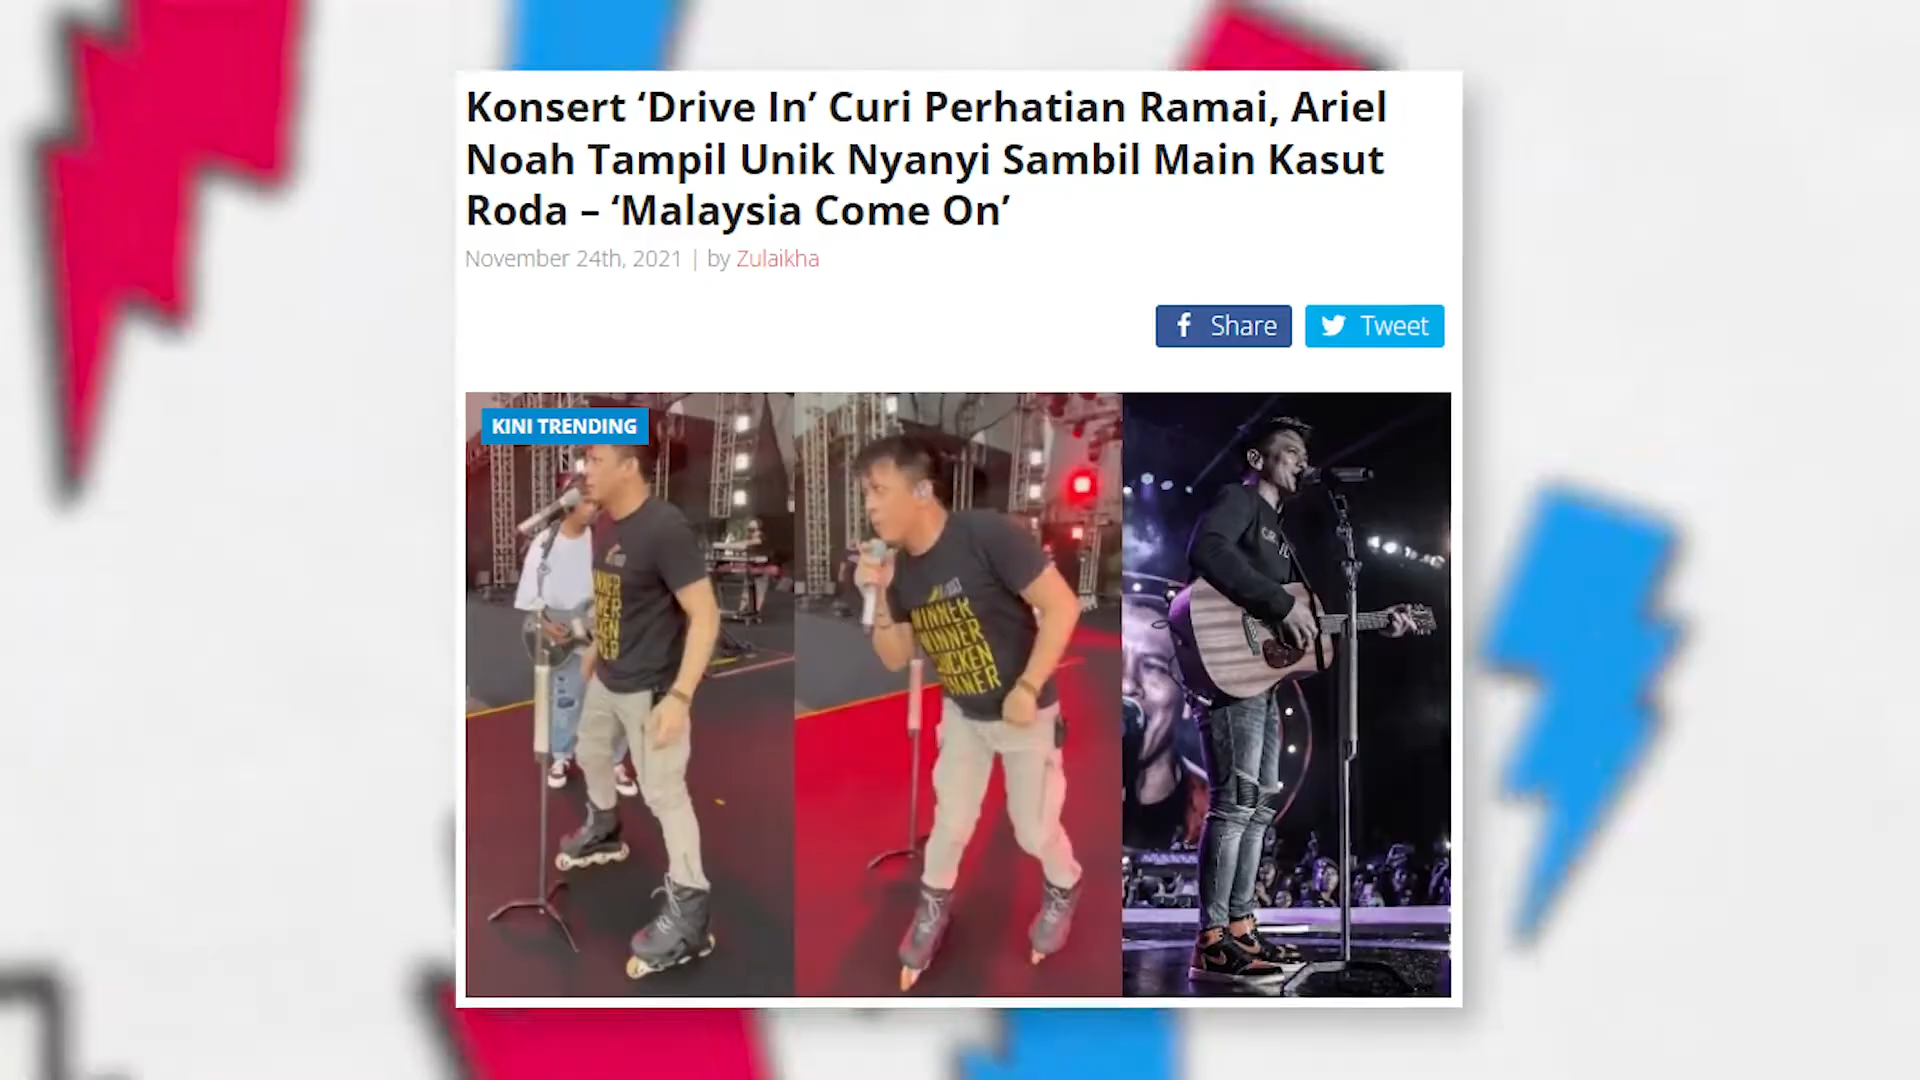 Konsert ‘Drive In’ Curi Perhatian Ramai, Ariel
Noah Tampil Unik Nyanyi Sambil Main Kasut
Roda – ‘Malaysia Come On’
November 24th, 2021 | by Zulaikha
Share
Tweet
KINI TRENDING
WINNER
WINNER
CHICKEN
DINNER